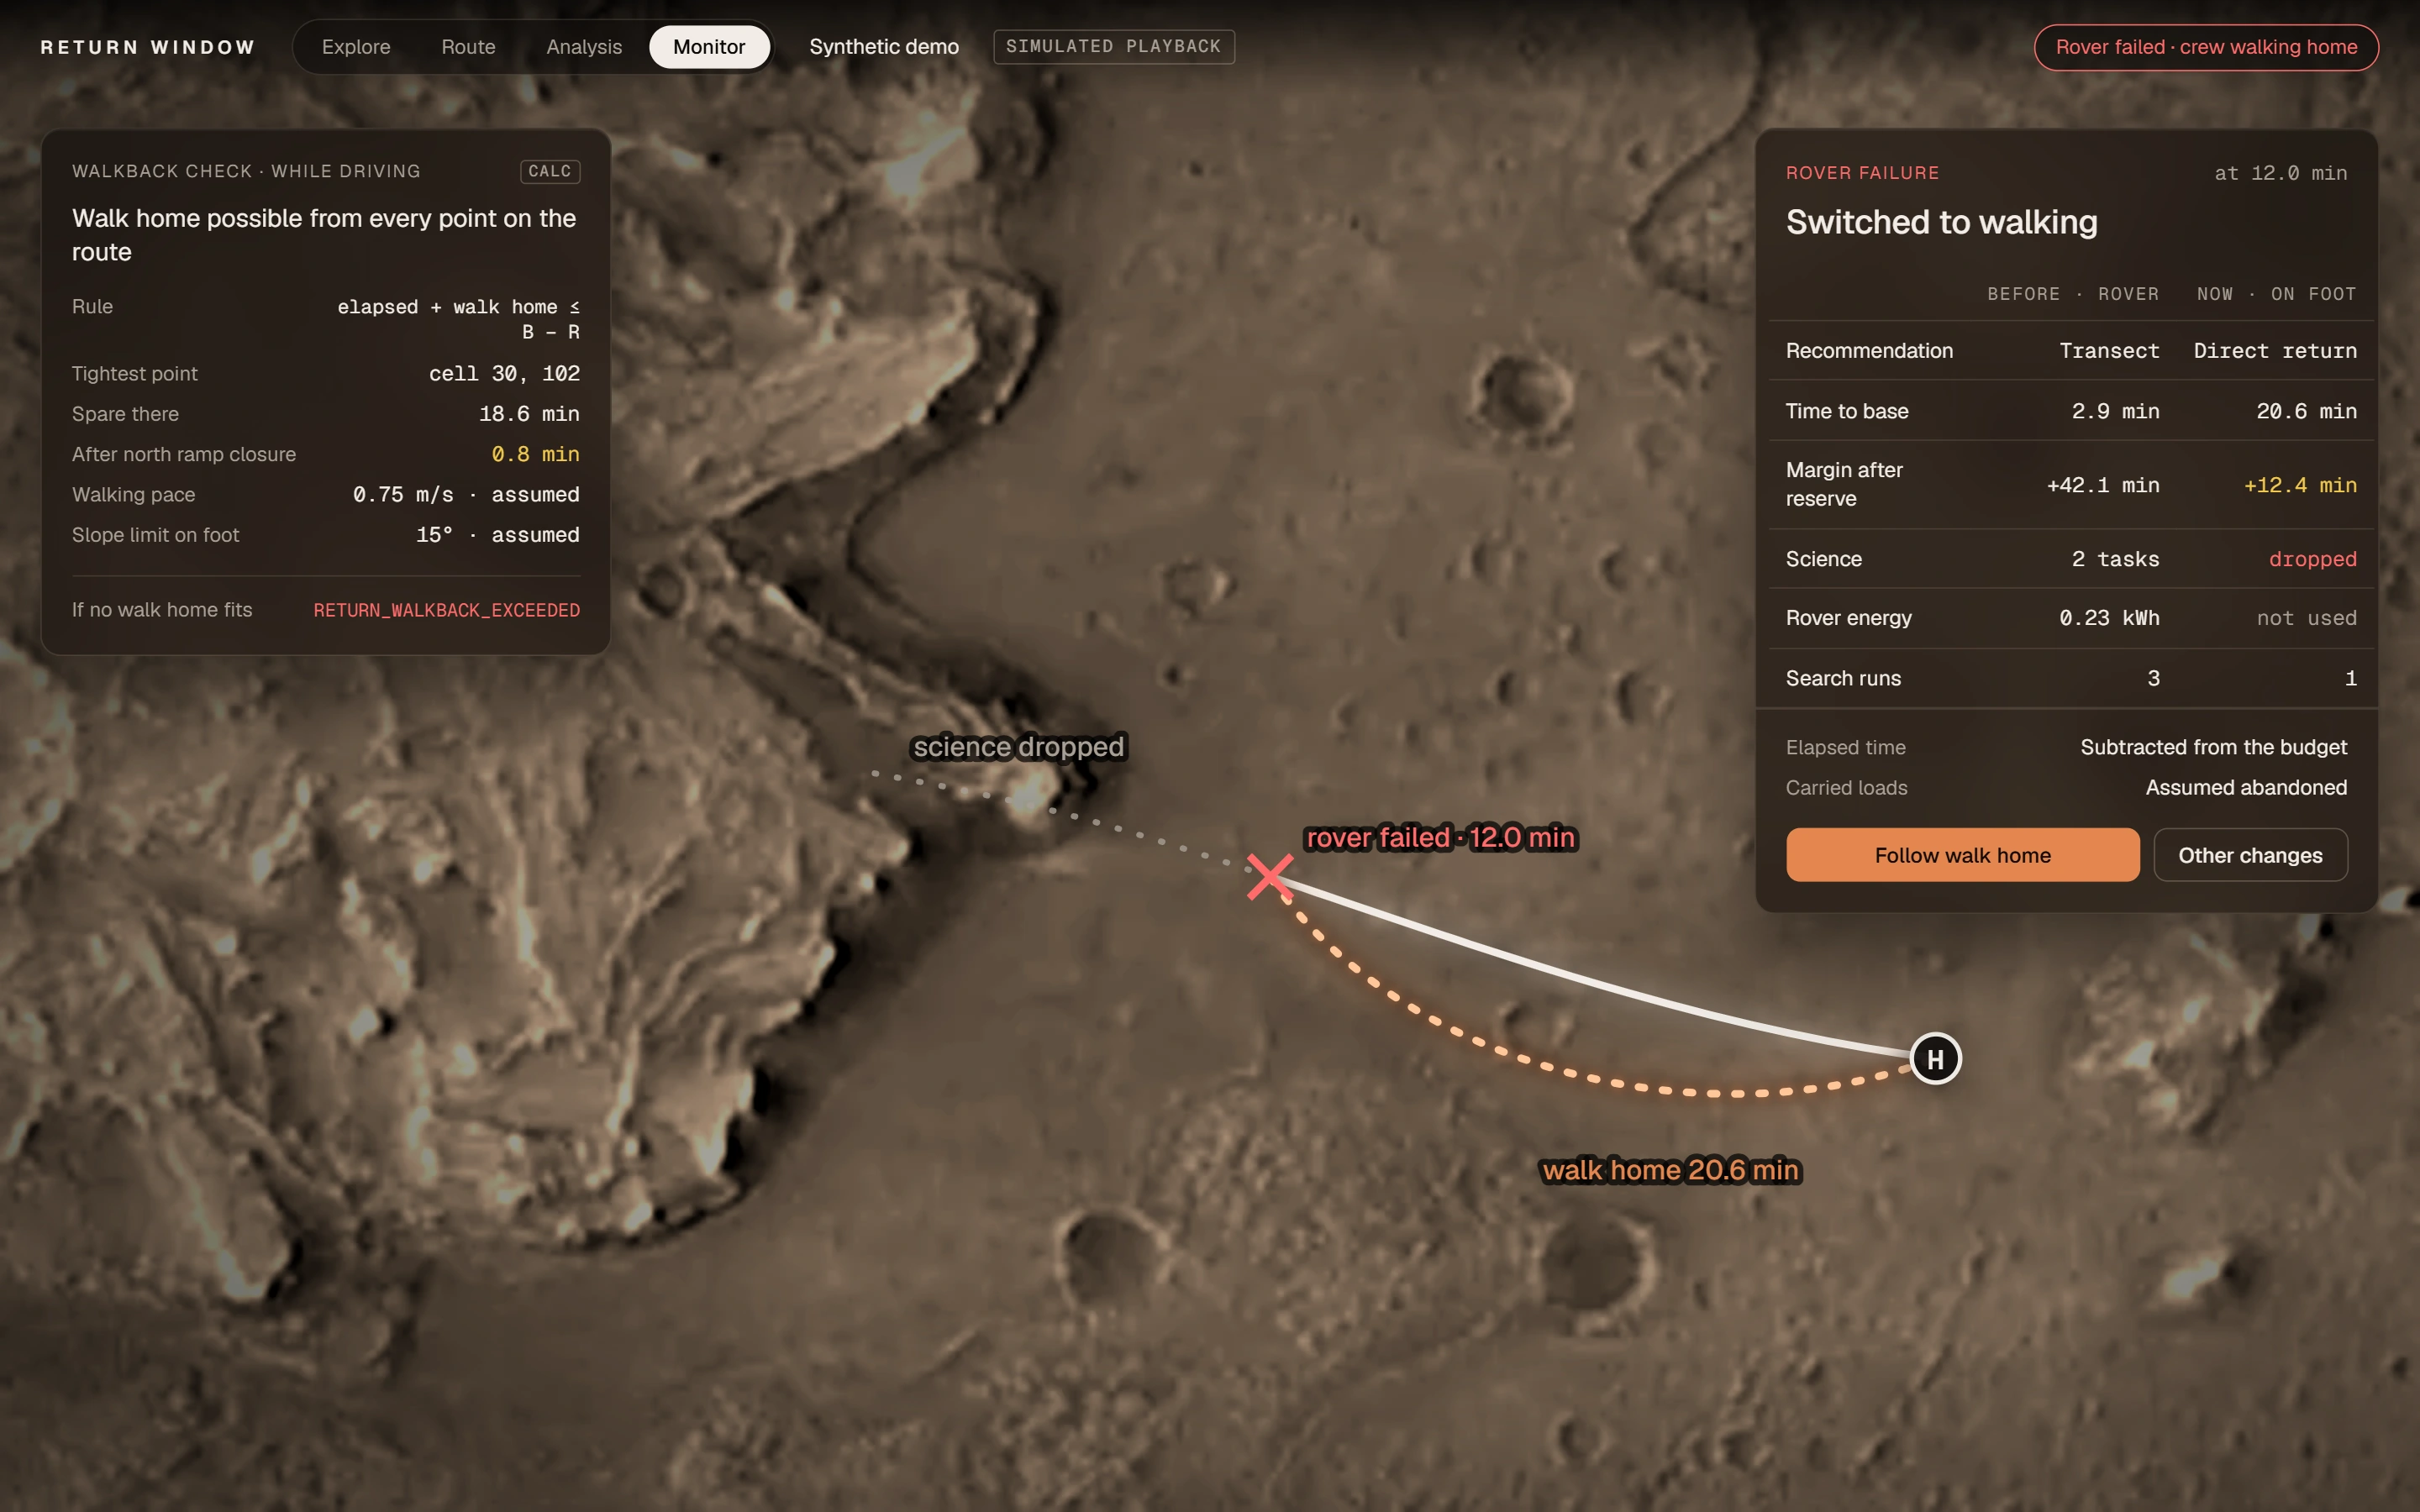 RETURN WINDOW
Explore
Route
Analysis
Monitor
Synthetic demo
SIMULATED PLAYBACK
Rover failed · crew walking home
WALKBACK CHECK · WHILE DRIVING
CALC
Walk home possible from every point on the
route
Rule
elapsed + walk home ≤
B − R
Tightest point
cell 30, 102
Spare there
18.6 min
After north ramp closure
0.8 min
Walking pace
0.75 m/s · assumed
Slope limit on foot
15° · assumed
If no walk home fits
RETURN_WALKBACK_EXCEEDED
ROVER FAILURE
at 12.0 min
Switched to walking
BEFORE · ROVER
NOW · ON FOOT
Recommendation
Transect
Direct return
Time to base
2.9 min
20.6 min
Margin after
reserve
+42.1 min
+12.4 min
Science
2 tasks
dropped
Rover energy
0.23 kWh
not used
Search runs
3
1
Elapsed time
Subtracted from the budget
Carried loads
Assumed abandoned
Follow walk home
Other changes
science dropped
rover failed · 12.0 min
H
walk home 20.6 min